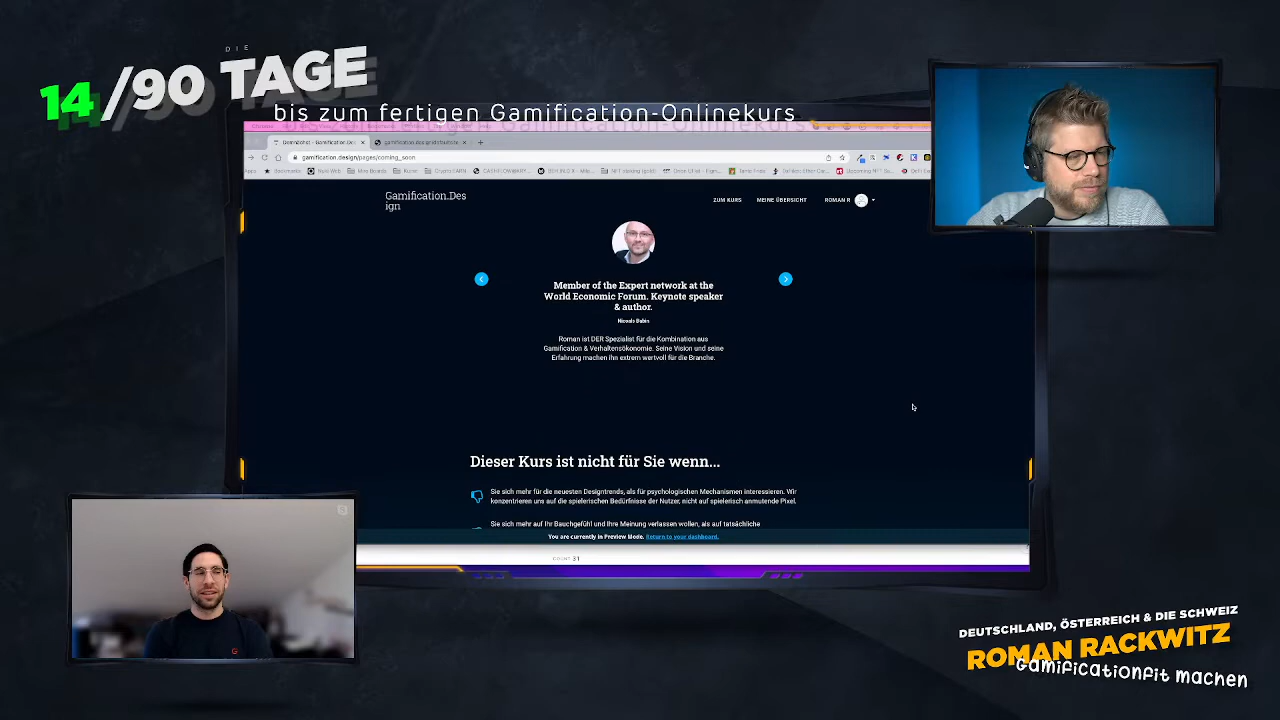 DIE
14/90 TAGE
bis zum fertigen Gamification-Onlinekurs
gamification.design/pages/coming_soon
Gamification.Des
ign
ZUM KURS
MEINE ÜBERSICHT
ROMAN R
Member of the Expert network at the
World Economic Forum. Keynote speaker
& author.
Nicolas Babin
Roman ist DER Spezialist für die Kombination aus
Gamification & Verhaltensökonomie. Seine Vision und seine
Erfahrung machen ihn extrem wertvoll für die Branche.
Dieser Kurs ist nicht für Sie wenn...
Sie sich mehr für die neuesten Designtrends, als für psychologischen Mechanismen interessieren. Wir
konzentrieren uns auf die spielerischen Bedürfnisse der Nutzer, nicht auf spielerisch anmutende Pixel.
Sie sich mehr auf Ihr Bauchgefühl und Ihre Meinung verlassen wollen, als auf tatsächliche
You are currently in Preview Mode. Return to your dashboard.
COUNT 31
DEUTSCHLAND, ÖSTERREICH & DIE SCHWEIZ
ROMAN RACKWITZ
Gamificationfit machen